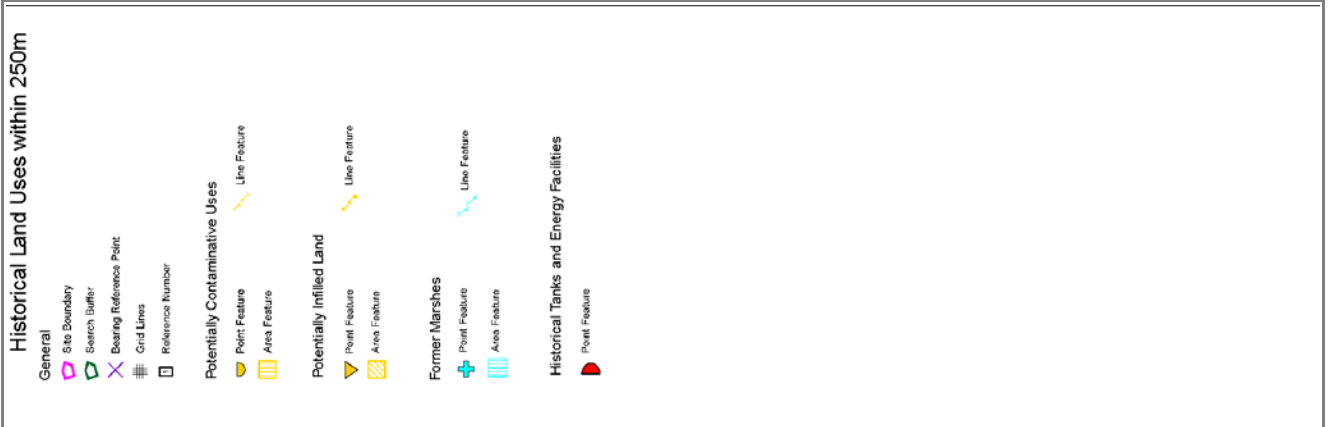 Historical Land Uses within 250m
General
Site Boundary
Search Buffer
Bearing Reference Point
Grid Lines
Reference Number
Potentially Contaminative Uses
Point Feature Line Feature
Area Feature
Potentially Infilled Land
Point Feature Line Feature
Area Feature
Former Marshes
Point Feature Line Feature
Area Feature
Historical Tanks and Energy Facilities
Point Feature